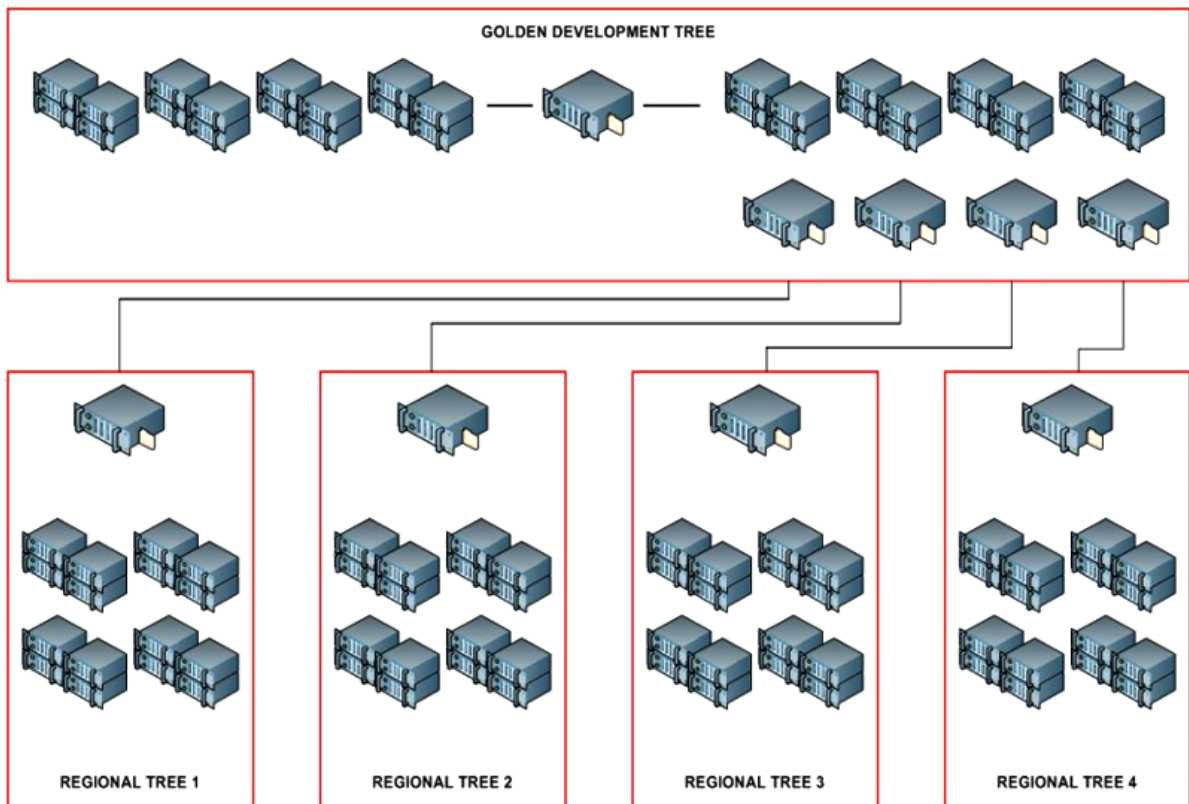 GOLDEN DEVELOPMENT TREE
REGIONAL TREE 1
REGIONAL TREE 2
REGIONAL TREE 3
REGIONAL TREE 4